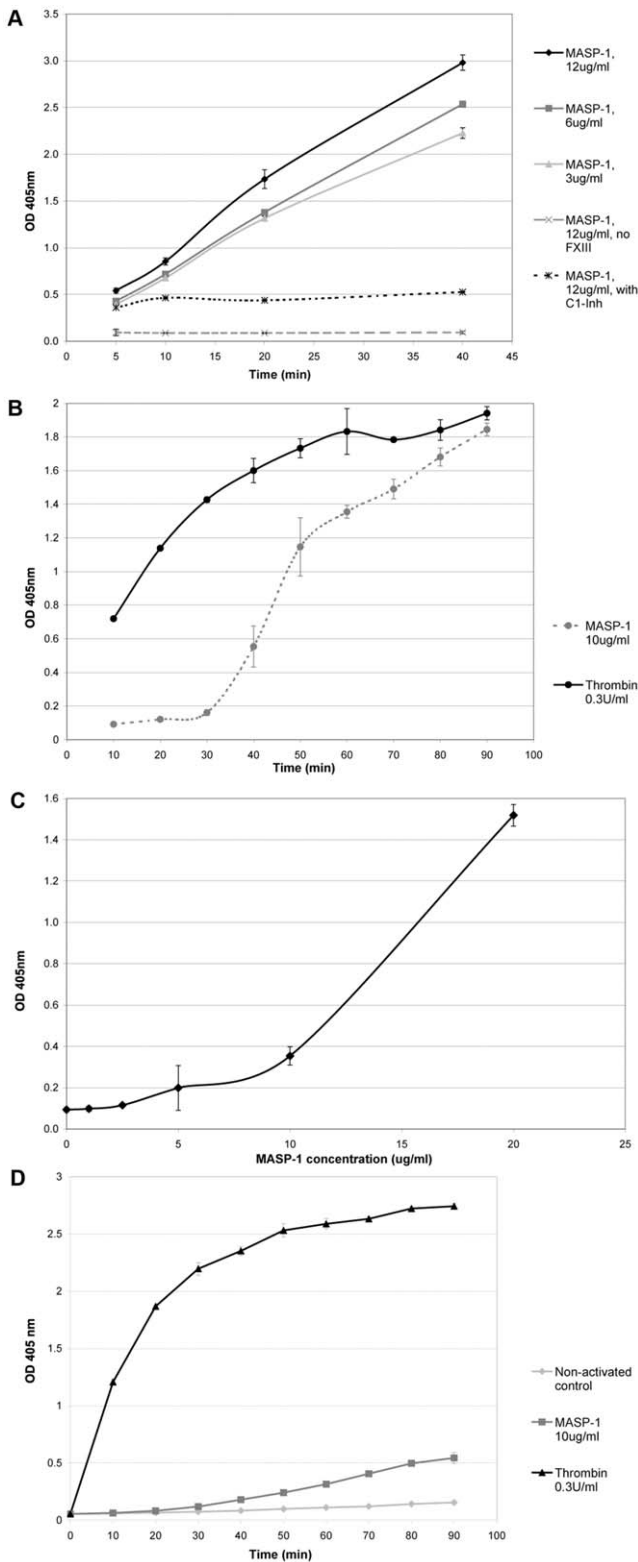 A
3.5
3.0
2.5
2.0
1.5
1.0
0.5
0.0
OD 405nm
0 5 10 15 20 25 30 35 40 45
Time (min)
MASP-1,
12ug/ml
MASP-1,
6ug/ml
MASP-1,
3ug/ml
MASP-1,
12ug/ml, no
FXIII
MASP-1,
12ug/ml, with
C1-Inh
B
2
1.8
1.6
1.4
1.2
1
0.8
0.6
0.4
0.2
0
OD 405nm
0 10 20 30 40 50 60 70 80 90 100
Time (min)
MASP-1
10ug/ml
Thrombin
0.3U/ml
C
1.6
1.4
1.2
1.0
0.8
0.6
0.4
0.2
0.0
OD 405nm
0 5 10 15 20 25
MASP-1 concentration (ug/ml)
D
3
2.5
2
1.5
1
0.5
0
OD 405 nm
0 10 20 30 40 50 60 70 80 90 100
Time (min)
Non-activated
control
MASP-1
10ug/ml
Thrombin
0.3U/ml